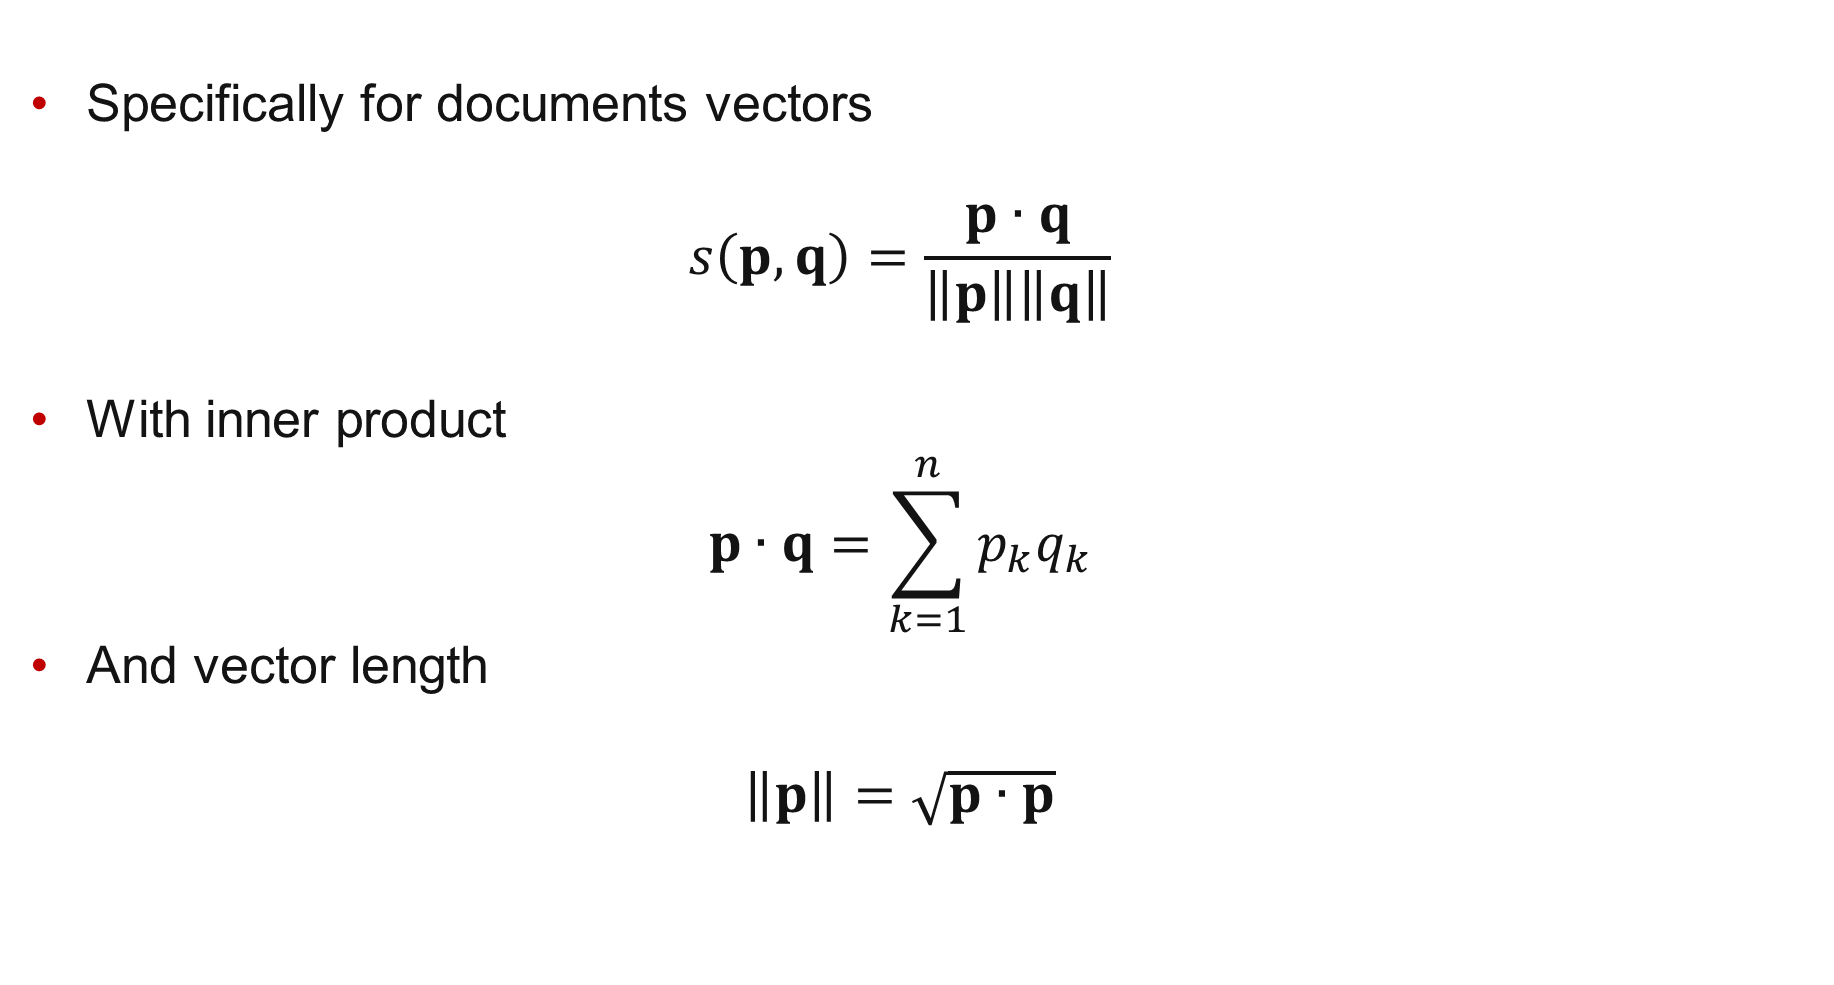 • Specifically for documents vectors
s(𝐩, 𝐪) = 𝐩 · 𝐪 / ‖𝐩‖‖𝐪‖
• With inner product
𝐩 · 𝐪 = ∑_{k=1}^{n} p_k q_k
• And vector length
‖𝐩‖ = √(𝐩 · 𝐩)